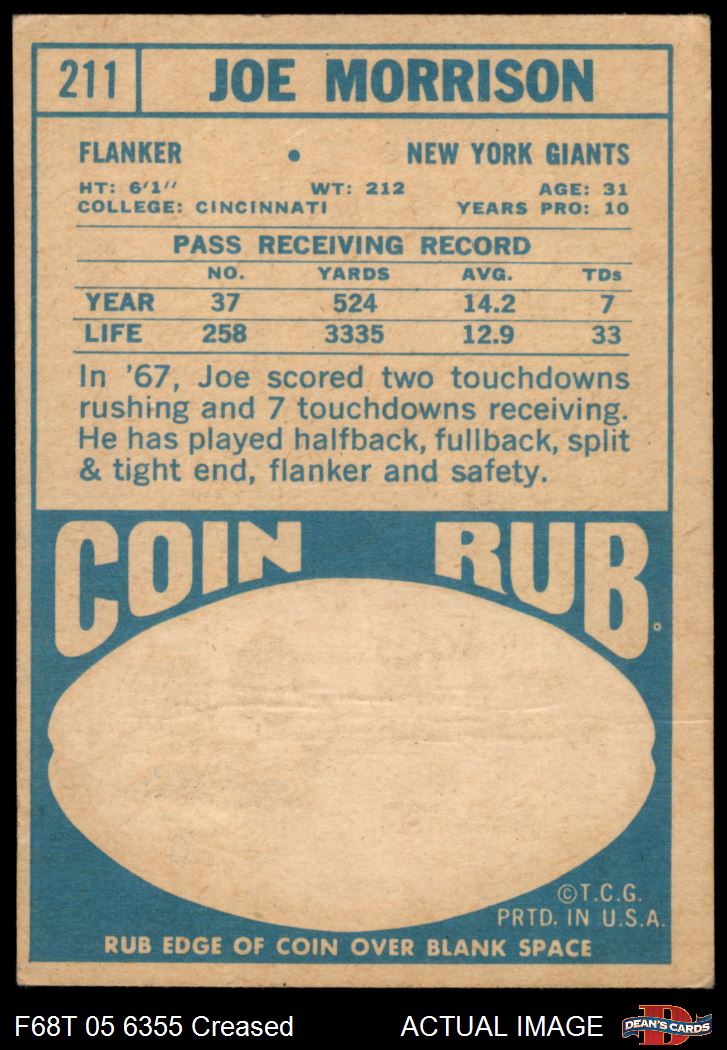 211 JOE MORRISON
FLANKER • NEW YORK GIANTS
HT: 6'1" WT: 212 AGE: 31
COLLEGE: CINCINNATI YEARS PRO: 10
PASS RECEIVING RECORD
NO. YARDS AVG. TDs
YEAR 37 524 14.2 7
LIFE 258 3335 12.9 33
In '67, Joe scored two touchdowns
rushing and 7 touchdowns receiving.
He has played halfback, fullback, split
& tight end, flanker and safety.
COIN RUB
©T.C.G.
PRTD. IN U.S.A.
RUB EDGE OF COIN OVER BLANK SPACE
F68T 05 6355 Creased ACTUAL IMAGE D DEAN'S CARDS